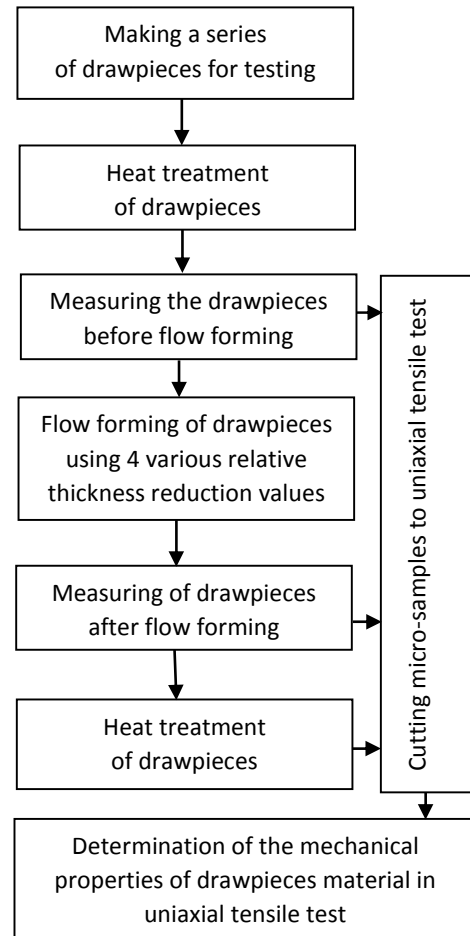 Making a series
of drawpieces for testing
Heat treatment
of drawpieces
Measuring the drawpieces
before flow forming
Flow forming of drawpieces
using 4 various relative
thickness reduction values
Measuring of drawpieces
after flow forming
Heat treatment
of drawpieces
Cutting micro-samples to uniaxial tensile test
Determination of the mechanical
properties of drawpieces material in
uniaxial tensile test